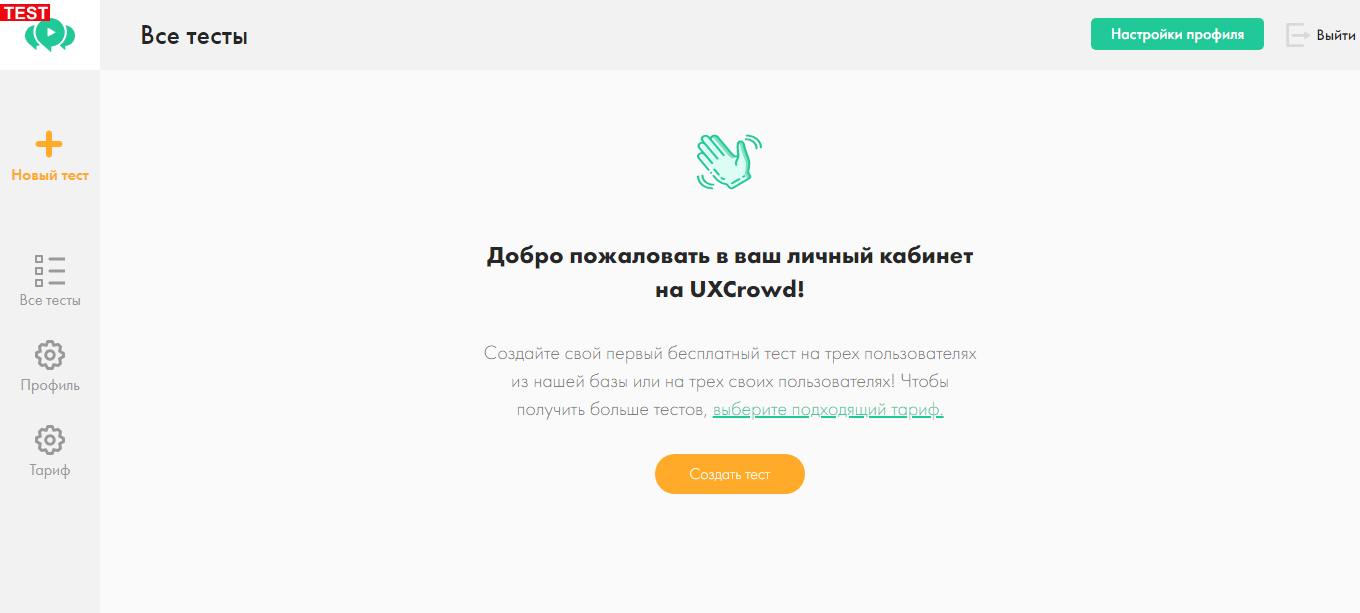 TEST
Все тесты
Настройки профиля
Выйти
Новый тест
Все тесты
Профиль
Тариф
Добро пожаловать в ваш личный кабинет
на UXCrowd!
Создайте свой первый бесплатный тест на трех пользователях
из нашей базы или на трех своих пользователях! Чтобы
получить больше тестов, выберите подходящий тариф.
Создать тест